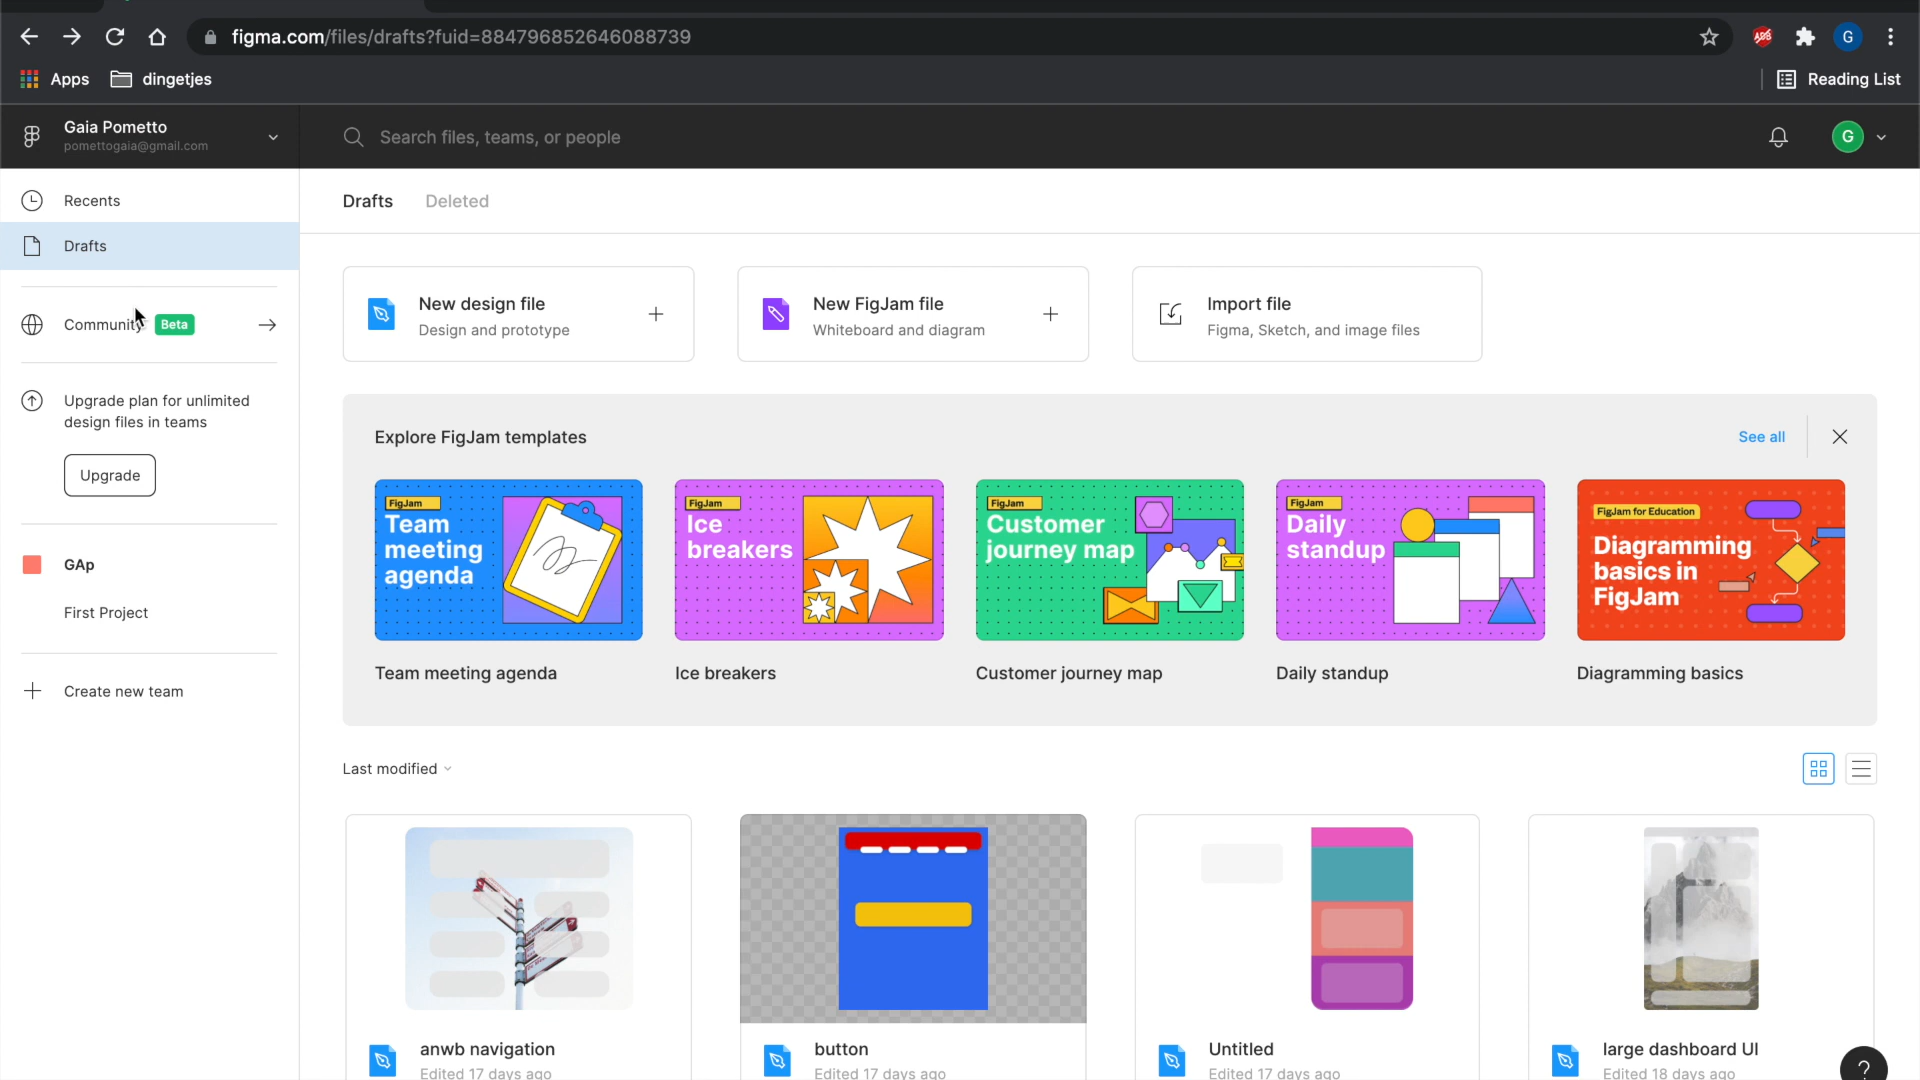 figma.com/files/drafts?fuid=884796852646088739
ABP
G
Apps
dingetjes
Reading List
Gaia Pometto
pomettogaia@gmail.com
Search files, teams, or people
G
Recents
Drafts
Community
Beta
Upgrade plan for unlimited
design files in teams
Upgrade
GAp
First Project
Create new team
Drafts
Deleted
New design file
Design and prototype
New FigJam file
Whiteboard and diagram
Import file
Figma, Sketch, and image files
Explore FigJam templates
See all
FigJam
Team
meeting
agenda
FigJam
Ice
breakers
FigJam
Customer
journey map
FigJam
Daily
standup
FigJam for Education
Diagramming
basics in
FigJam
Team meeting agenda
Ice breakers
Customer journey map
Daily standup
Diagramming basics
Last modified
anwb navigation
Edited 17 days ago
button
Edited 17 days ago
Untitled
Edited 17 days ago
large dashboard UI
Edited 18 days ago
?